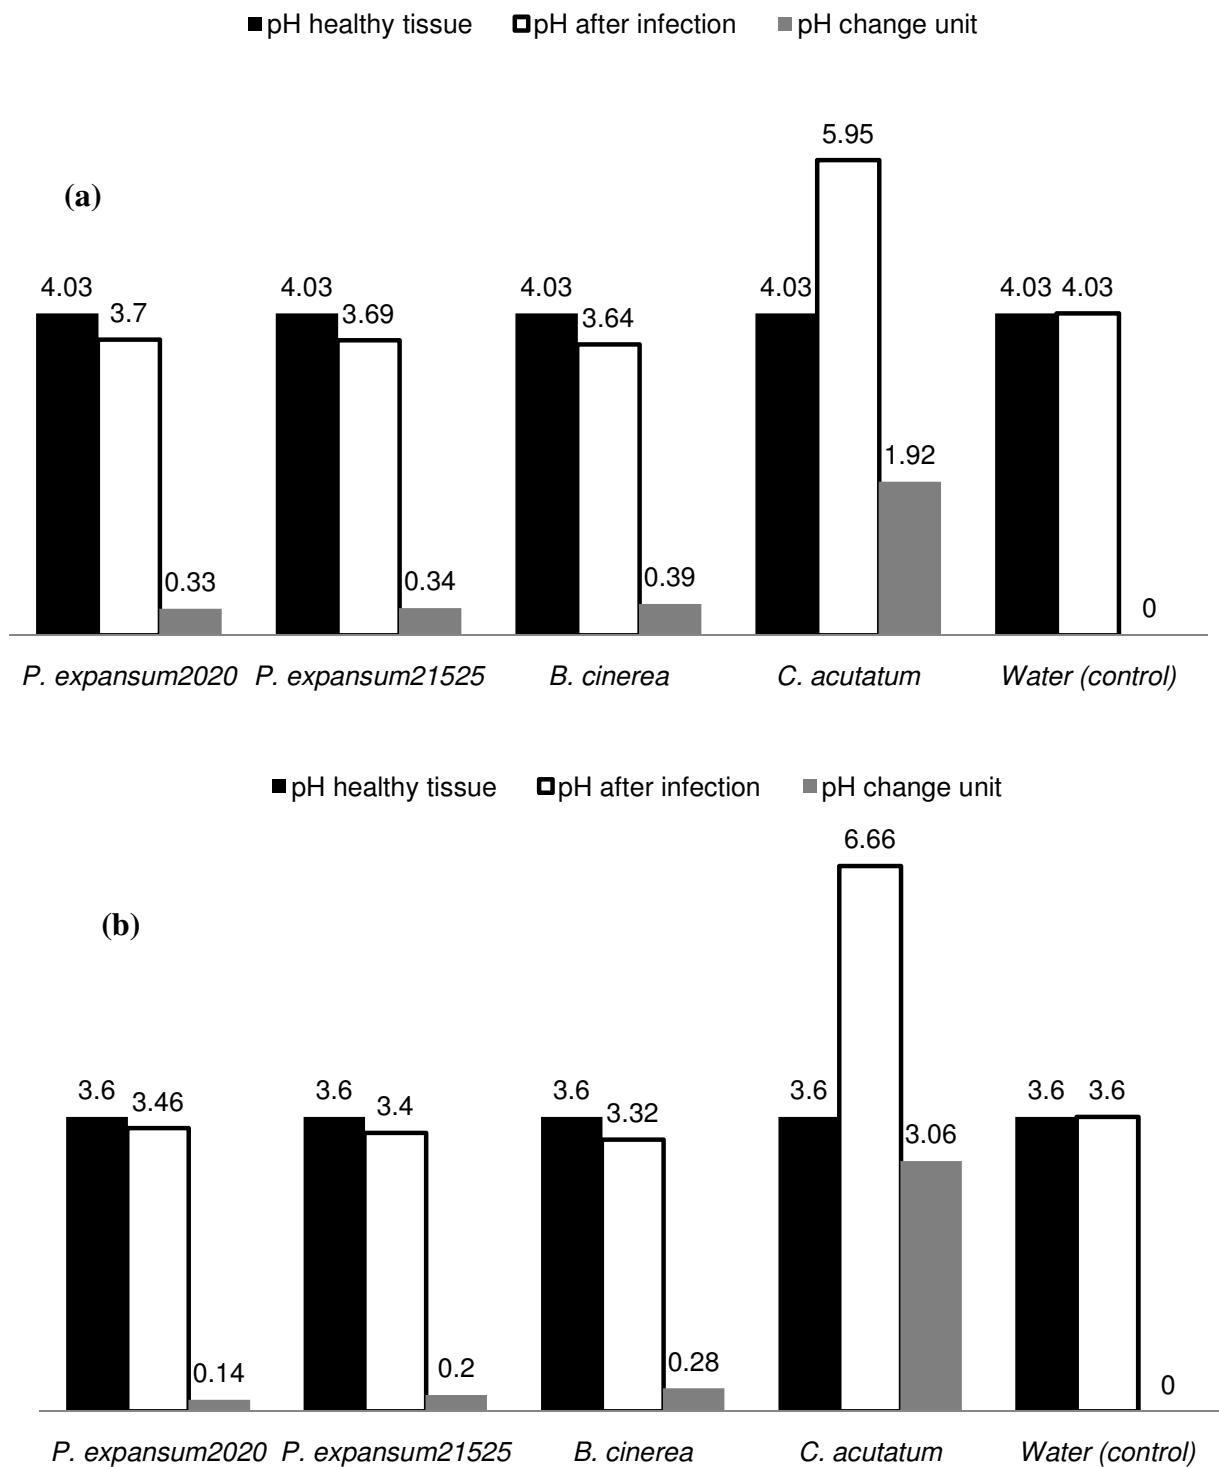 pH healthy tissue pH after infection pH change unit
5.95
(a)
4.03 3.7 4.03 3.69 4.03 3.64 4.03 4.03 4.03
1.92
0.33 0.34 0.39 0
P. expansum2020 P. expansum21525 B. cinerea C. acutatum Water (control)
pH healthy tissue pH after infection pH change unit
6.66
(b)
3.6 3.46 3.6 3.4 3.6 3.32 3.6 3.6 3.6
3.06
0.14 0.2 0.28 0
P. expansum2020 P. expansum21525 B. cinerea C. acutatum Water (control)